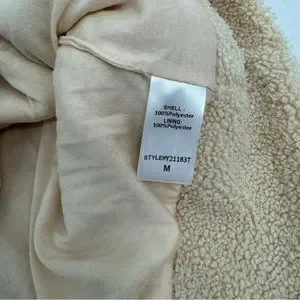 SHELL:
100%Polyester
LINING:
100%Polyester
STYLE#Y21183T
M